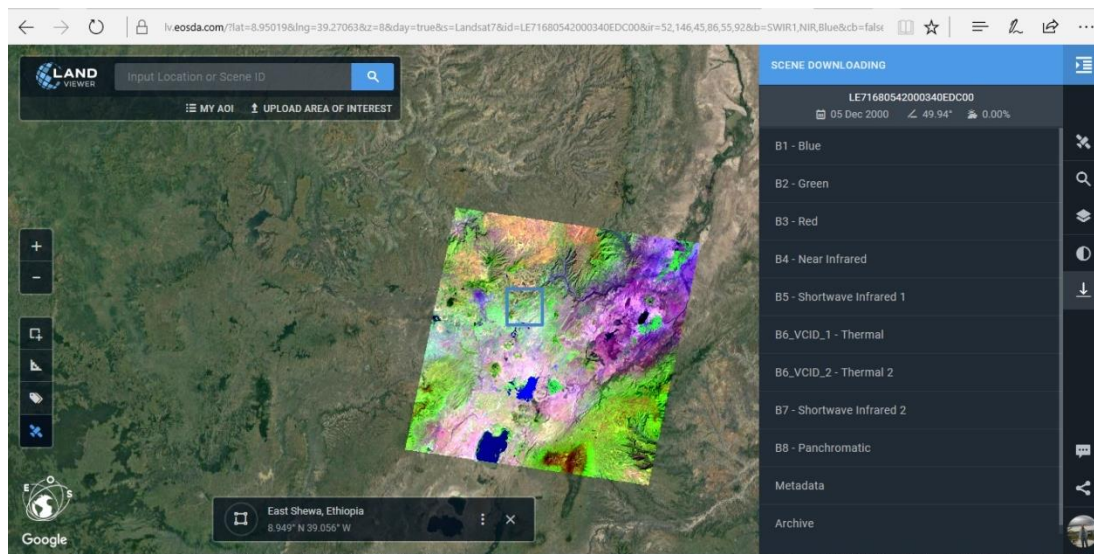 lv.eosda.com/?lat=8.95019&lng=39.27063&z=8&day=true&s=Landsat7&id=LE71680542000340EDC00&ir=52,146,45,86,55,92&b=SWIR1,NIR,Blue&cb=false
LAND
VIEWER
Input Location or Scene ID
MY AOI
UPLOAD AREA OF INTEREST
SCENE DOWNLOADING
LE71680542000340EDC00
05 Dec 2000 49.94° 0.00%
B1 - Blue
B2 - Green
B3 - Red
B4 - Near Infrared
B5 - Shortwave Infrared 1
B6_VCID_1 - Thermal
B6_VCID_2 - Thermal 2
B7 - Shortwave Infrared 2
B8 - Panchromatic
Metadata
Archive
East Shewa, Ethiopia
8.949° N 39.056° W
E O S
Google